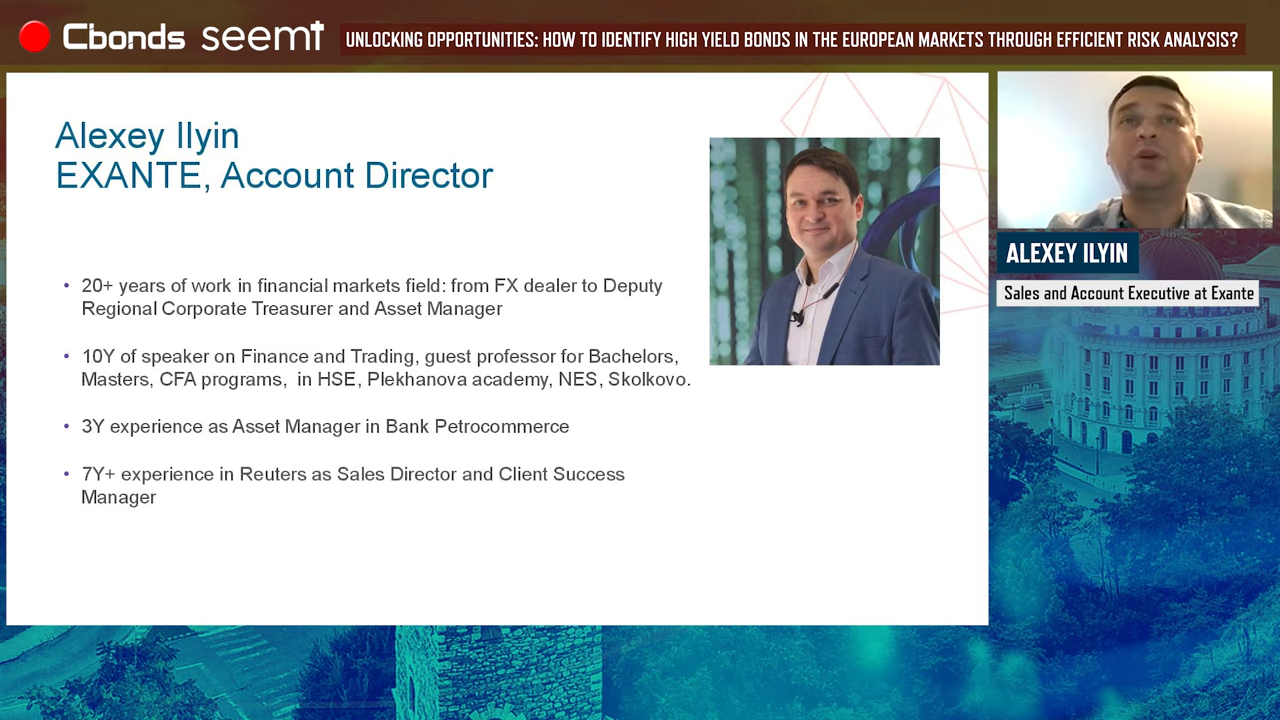 Cbonds seemt UNLOCKING OPPORTUNITIES: HOW TO IDENTIFY HIGH YIELD BONDS IN THE EUROPEAN MARKETS THROUGH EFFICIENT RISK ANALYSIS?
Alexey Ilyin
EXANTE, Account Director
• 20+ years of work in financial markets field: from FX dealer to Deputy
Regional Corporate Treasurer and Asset Manager
• 10Y of speaker on Finance and Trading, guest professor for Bachelors,
Masters, CFA programs, in HSE, Plekhanova academy, NES, Skolkovo.
• 3Y experience as Asset Manager in Bank Petrocommerce
• 7Y+ experience in Reuters as Sales Director and Client Success
Manager
ALEXEY ILYIN
Sales and Account Executive at Exante